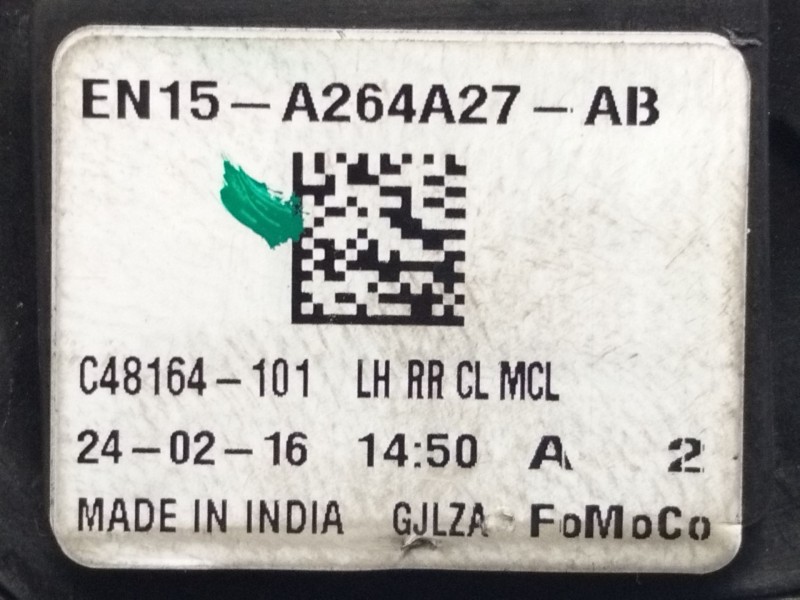 EN15-A264A27-AB
C48164-101 LH RR CL MCL
24-02-16 14:50 A 2
MADE IN INDIA GJLZA FoMoCo